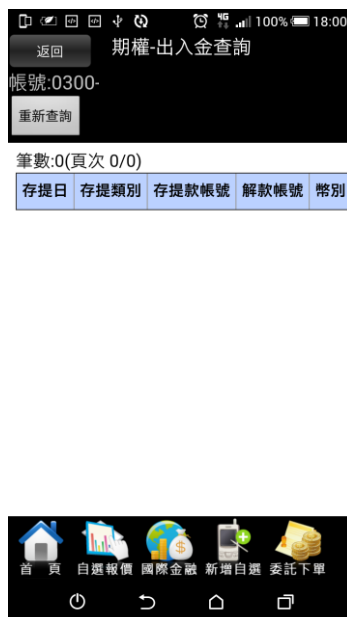 4G 100% 18:00
返回 期權-出入金查詢
帳號:0300-
重新查詢
筆數:0(頁次 0/0)
存提日 存提類別 存提款帳號 解款帳號 幣別
首 頁 自選報價 國際金融 新增自選 委託下單